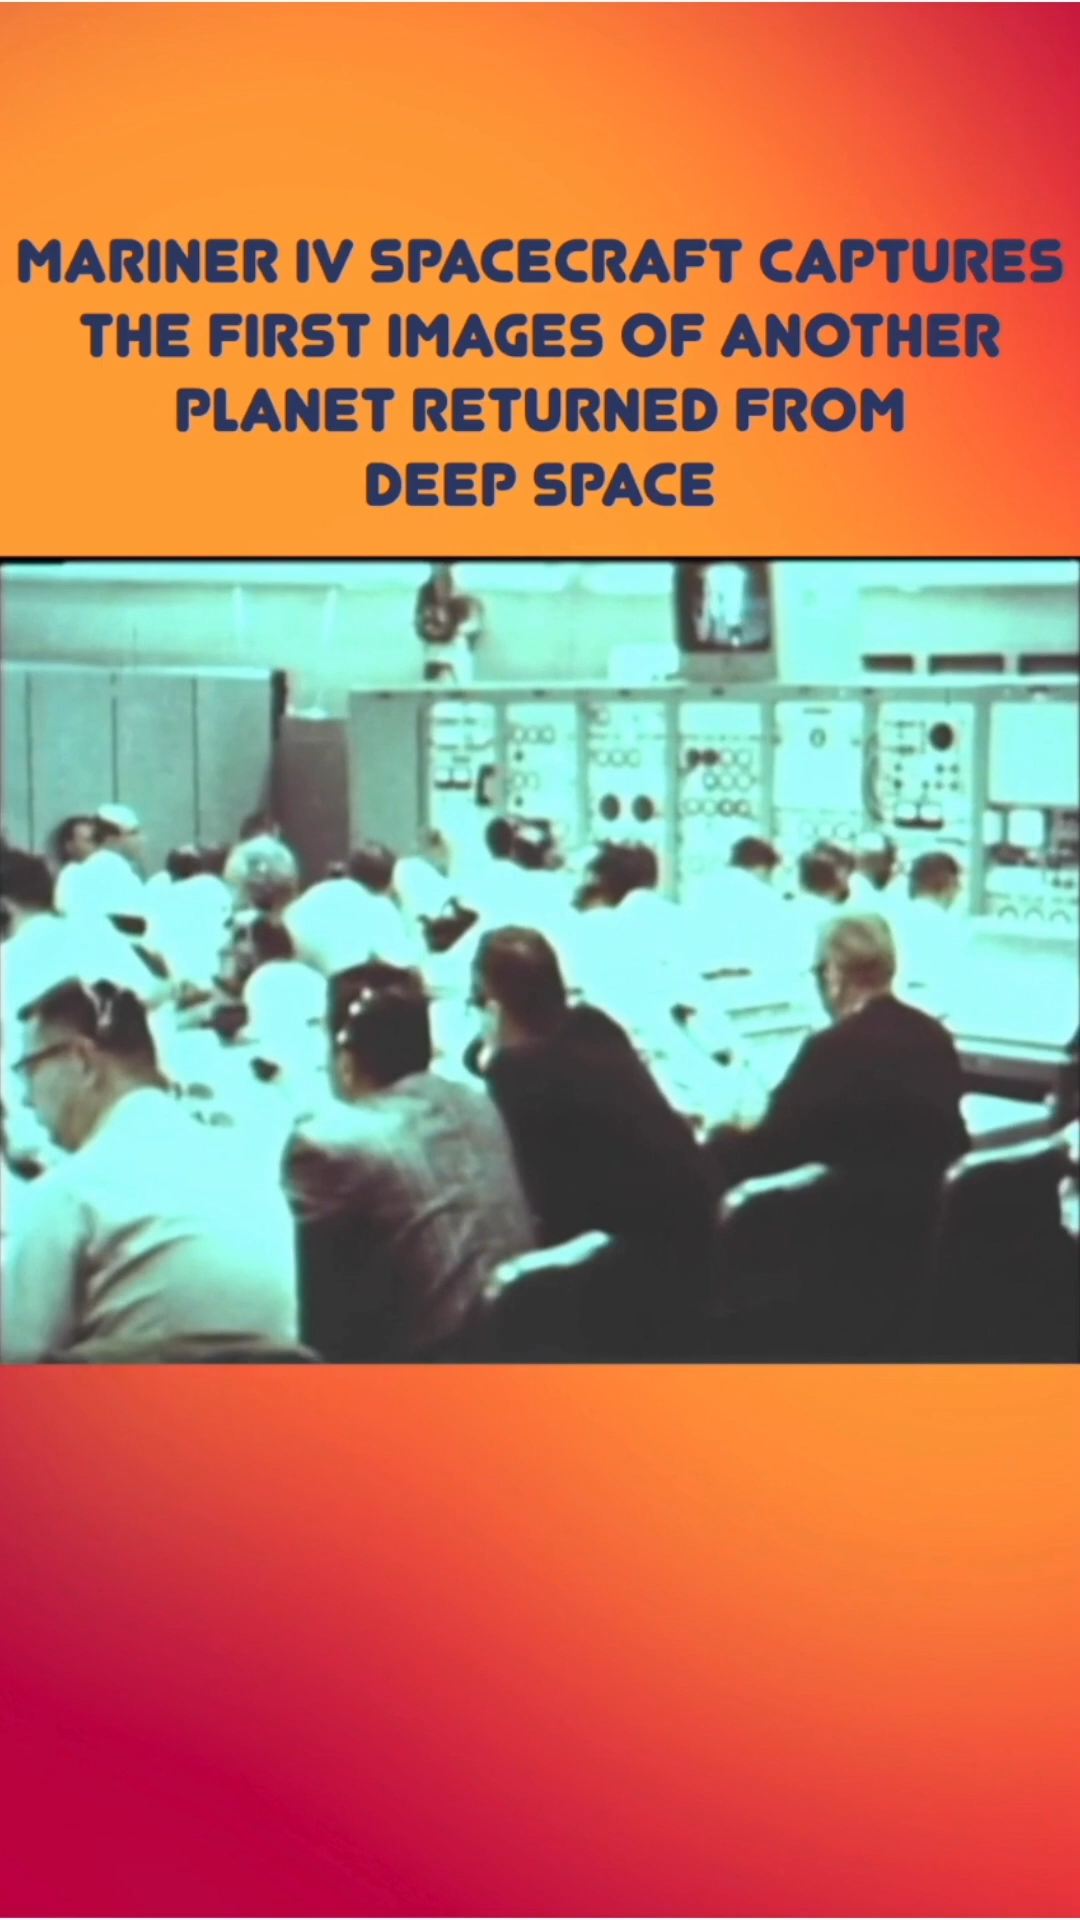 MARINER IV SPACECRAFT CAPTURES
THE FIRST IMAGES OF ANOTHER
PLANET RETURNED FROM
DEEP SPACE